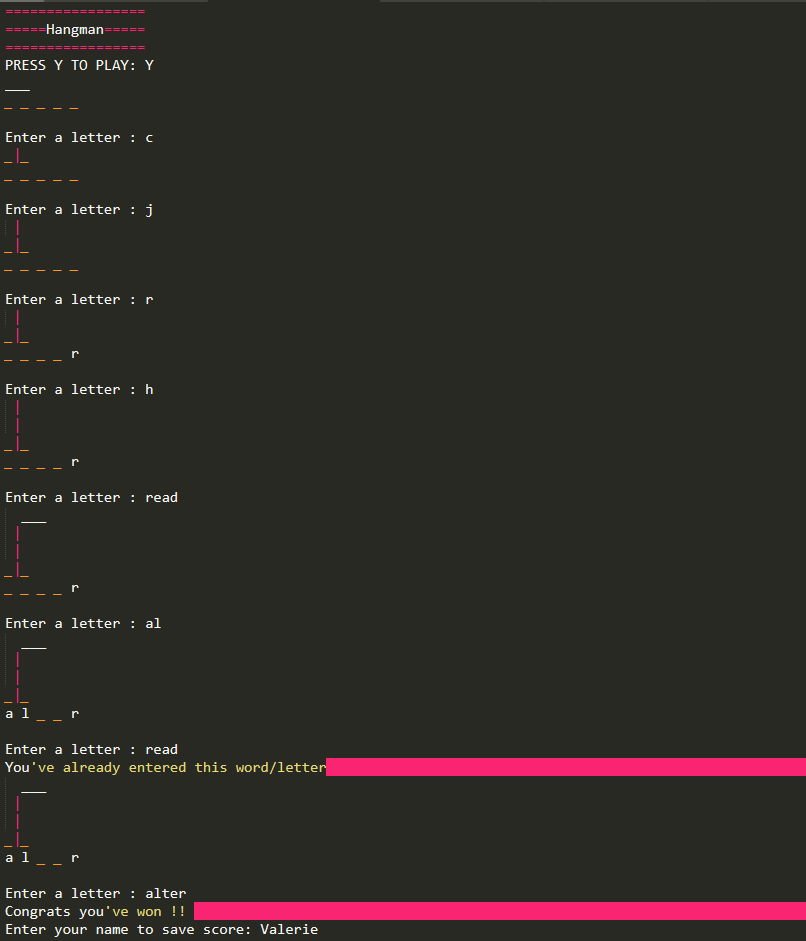 =================
=====Hangman=====
=================
PRESS Y TO PLAY: Y
___
_ _ _ _ _
Enter a letter : c
_|_
_ _ _ _ _
Enter a letter : j
 |
_|_
_ _ _ _ _
Enter a letter : r
 |
_|_
_ _ _ _ r
Enter a letter : h
 |
 |
_|_
_ _ _ _ r
Enter a letter : read
  ___
 |
 |
_|_
_ _ _ _ r
Enter a letter : al
  ___
 |
 |
_|_
a l _ _ r
Enter a letter : read
You've already entered this word/letter
  ___
 |
 |
_|_
a l _ _ r
Enter a letter : alter
Congrats you've won !!
Enter your name to save score: Valerie